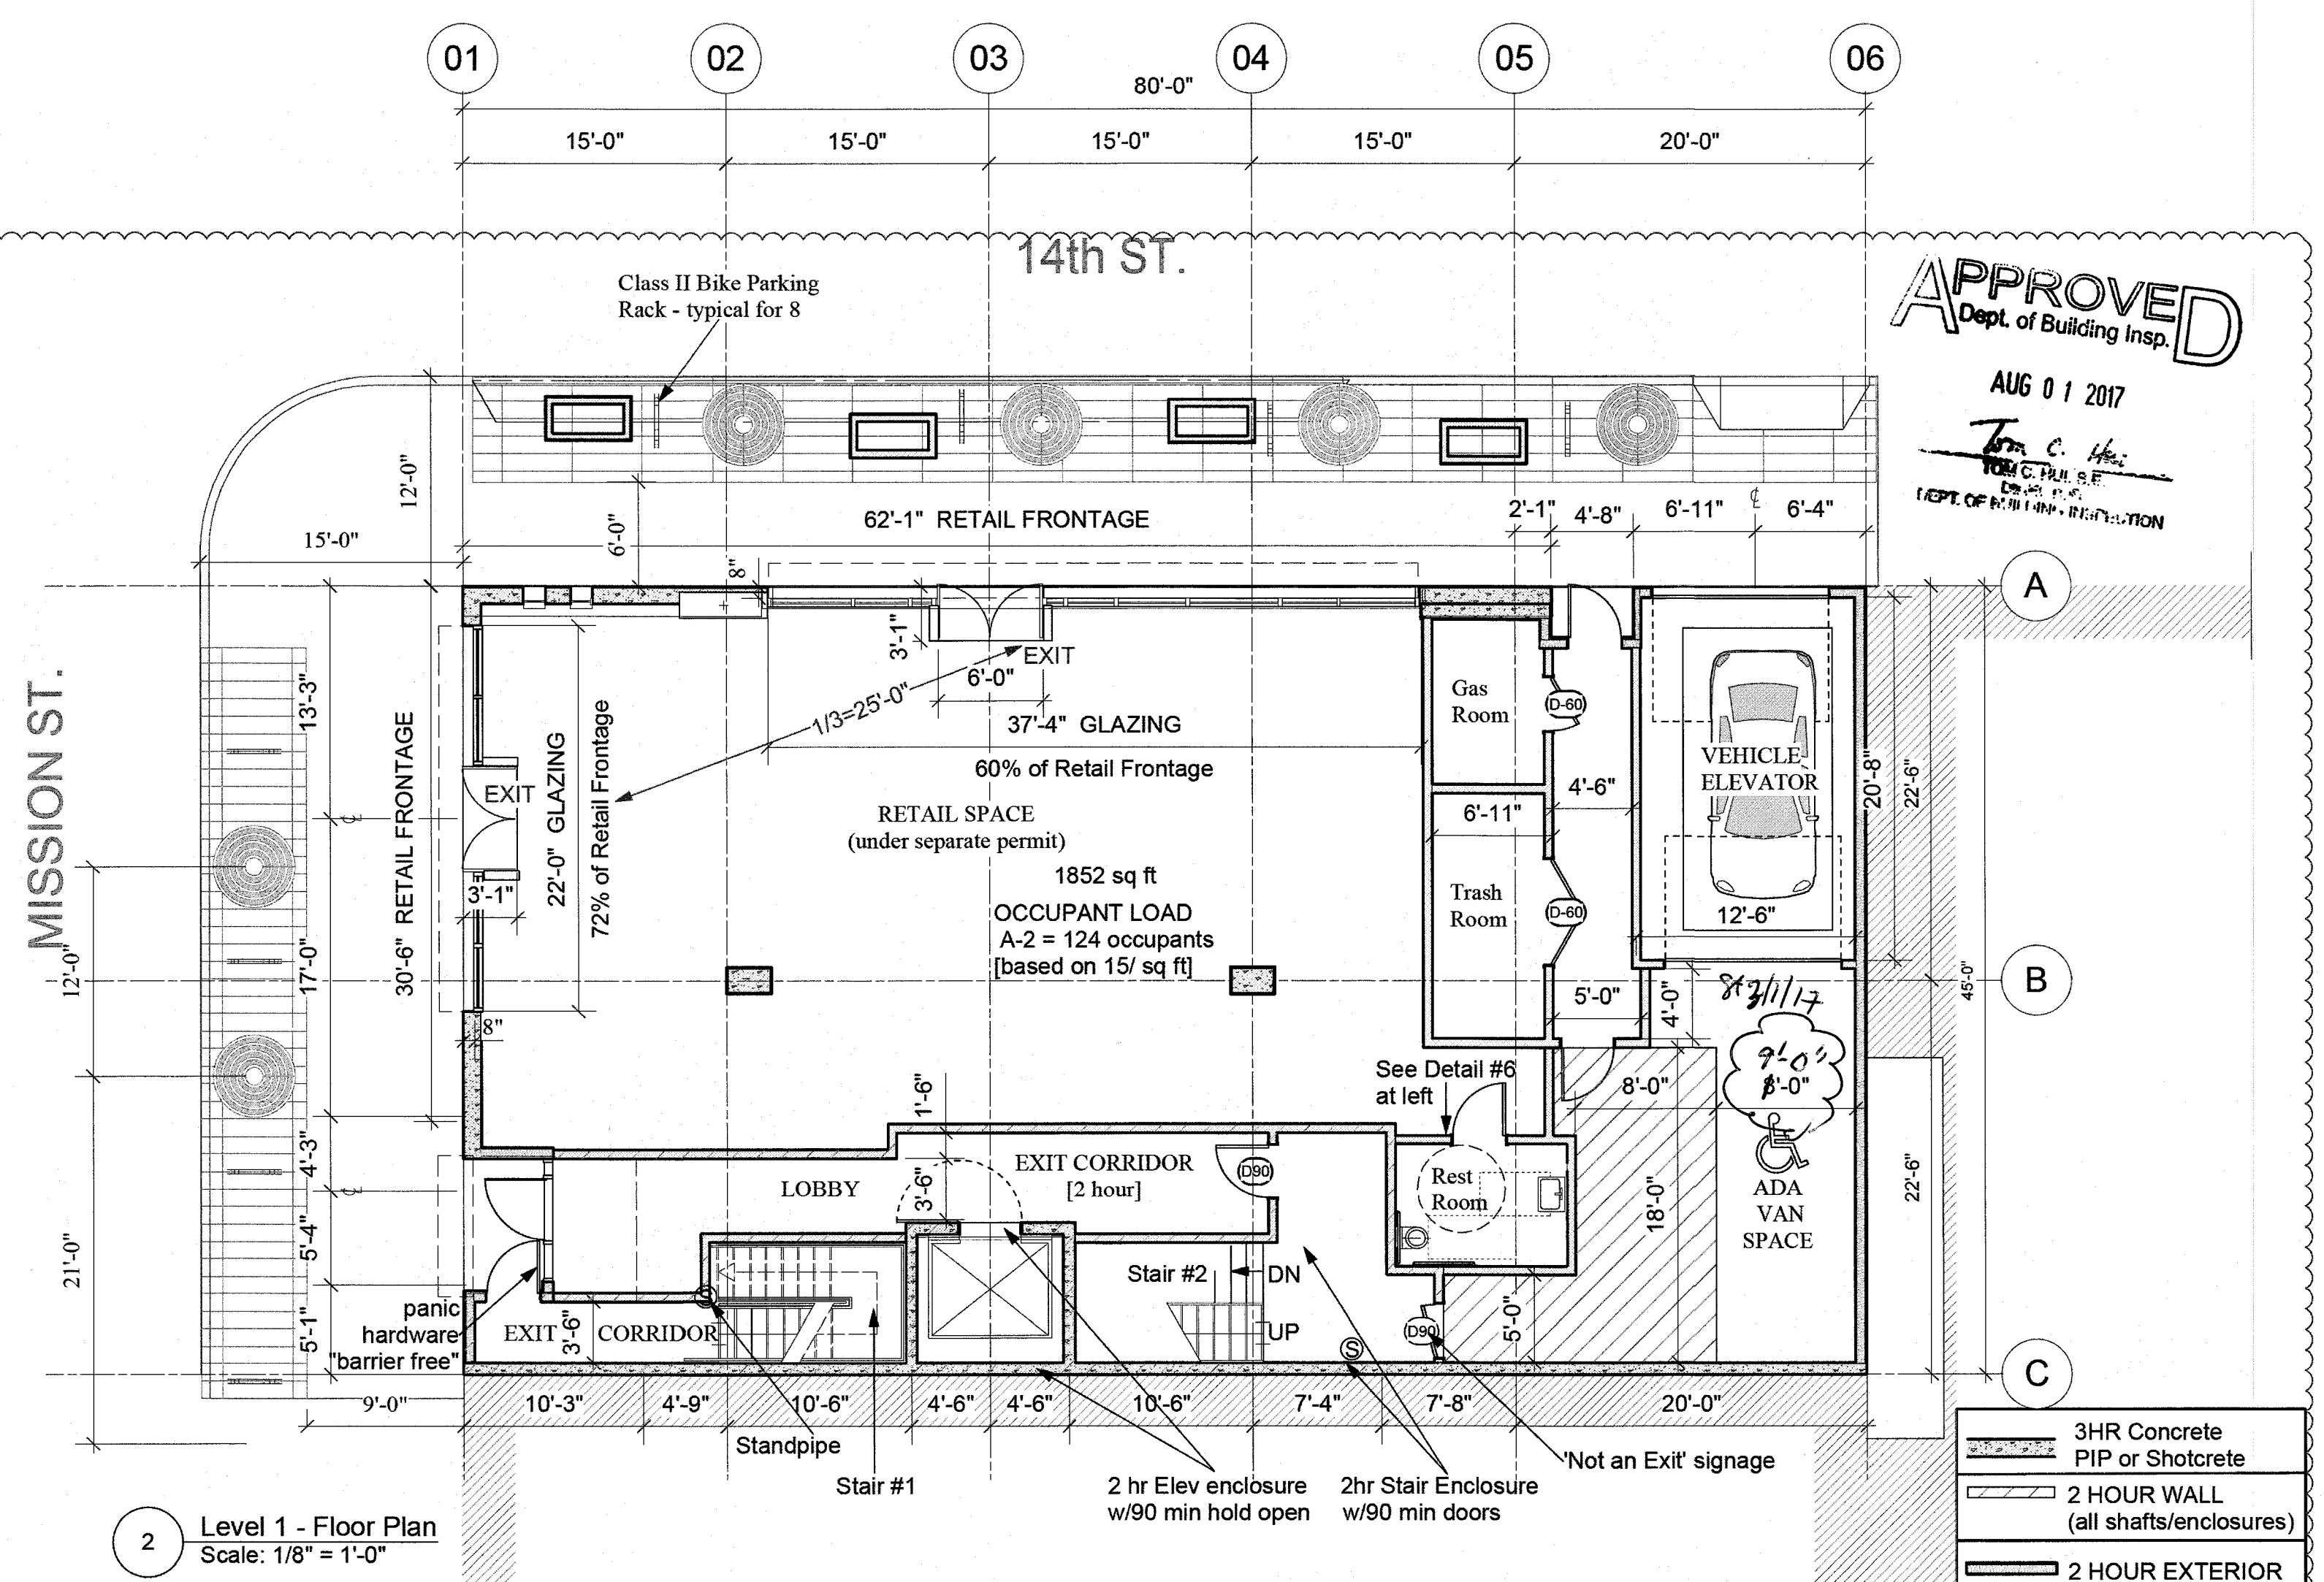 01 02 03 04 05 06
80'-0"
15'-0" 15'-0" 15'-0" 15'-0" 20'-0"
14th ST.
APPROVED
Dept. of Building Insp.
AUG 0 1 2017
Tom C. Hui
TOM C. HUI, S.E.
DEPT. OF BUILDING INSPECTION
Class II Bike Parking
Rack - typical for 8
12'-0"
15'-0"
6'-0"
62'-1" RETAIL FRONTAGE
2'-1" 4'-8" 6'-11" 6'-4"
8"
A
MISSION ST.
13'-3"
30'-6" RETAIL FRONTAGE
EXIT
22'-0" GLAZING
72% of Retail Frontage
3'-1"
3'-1"
EXIT
6'-0"
1/3=25'-0"
37'-4" GLAZING
60% of Retail Frontage
RETAIL SPACE
(under separate permit)
1852 sq ft
OCCUPANT LOAD
A-2 = 124 occupants
[based on 15/ sq ft]
Gas
Room
D-60
4'-6"
6'-11"
Trash
Room
D-60
VEHICLE
ELEVATOR
20'-8"
22'-6"
12'-6"
B
45'-0"
12'-0"
17'-0"
8"
5'-0"
4'-0"
9'-0"
8'-0"
8'-0"
See Detail #6
at left
1'-6"
4'-3"
5'-4"
5'-1"
21'-0"
LOBBY
3'-6"
EXIT CORRIDOR
[2 hour]
D90
Rest
Room
18'-0"
ADA
VAN
SPACE
22'-6"
Stair #2
DN
UP
panic
hardware
"barrier free"
EXIT CORRIDOR
3'-6"
S
S
D90
5'-0"
C
9'-0" 10'-3" 4'-9" 10'-6" 4'-6" 4'-6" 10'-6" 7'-4" 7'-8" 20'-0"
Standpipe
Stair #1
2 hr Elev enclosure
w/90 min hold open
2hr Stair Enclosure
w/90 min doors
'Not an Exit' signage
3HR Concrete
PIP or Shotcrete
2 HOUR WALL
(all shafts/enclosures)
2 HOUR EXTERIOR
2
Level 1 - Floor Plan
Scale: 1/8" = 1'-0"